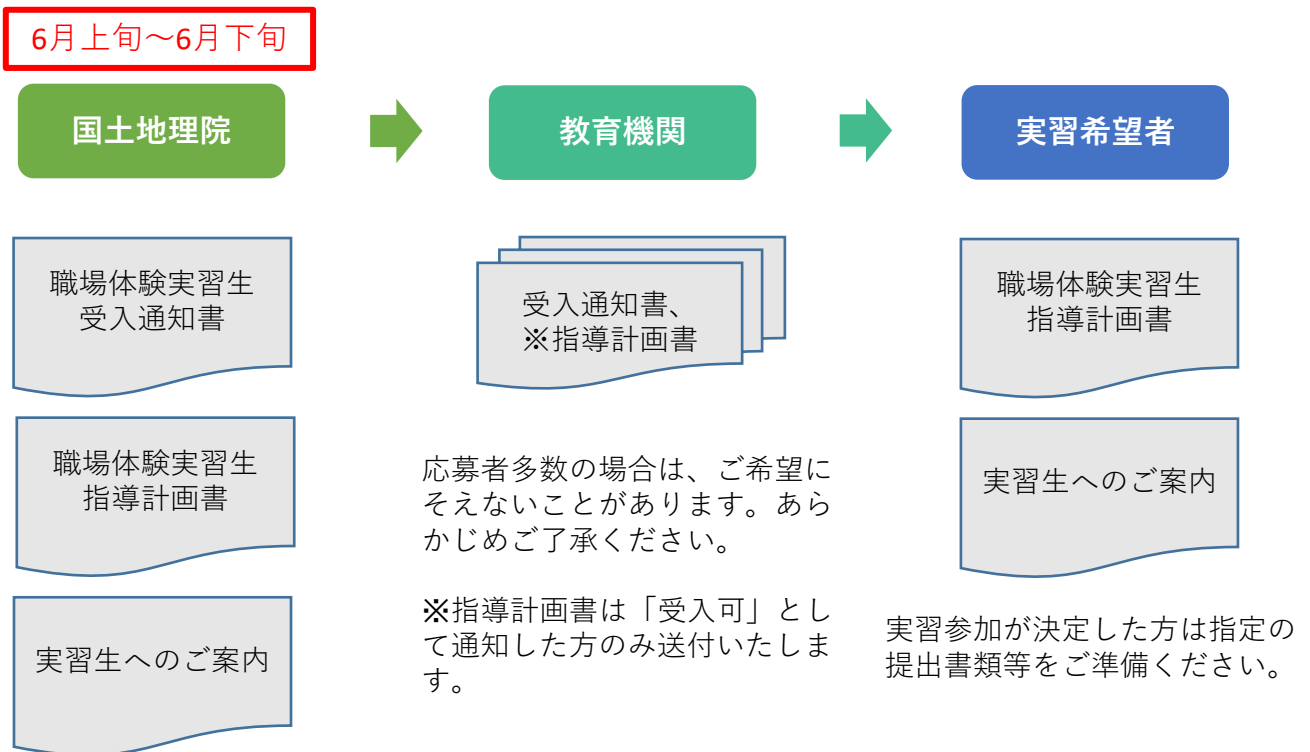 6月上旬～6月下旬
国土地理院
教育機関
実習希望者
職場体験実習生
受入通知書
職場体験実習生
指導計画書
実習生へのご案内
受入通知書、
※指導計画書
応募者多数の場合は、ご希望に
そえないことがあります。あら
かじめご了承ください。
※指導計画書は「受入可」とし
て通知した方のみ送付いたしま
す。
職場体験実習生
指導計画書
実習生へのご案内
実習参加が決定した方は指定の
提出書類等をご準備ください。